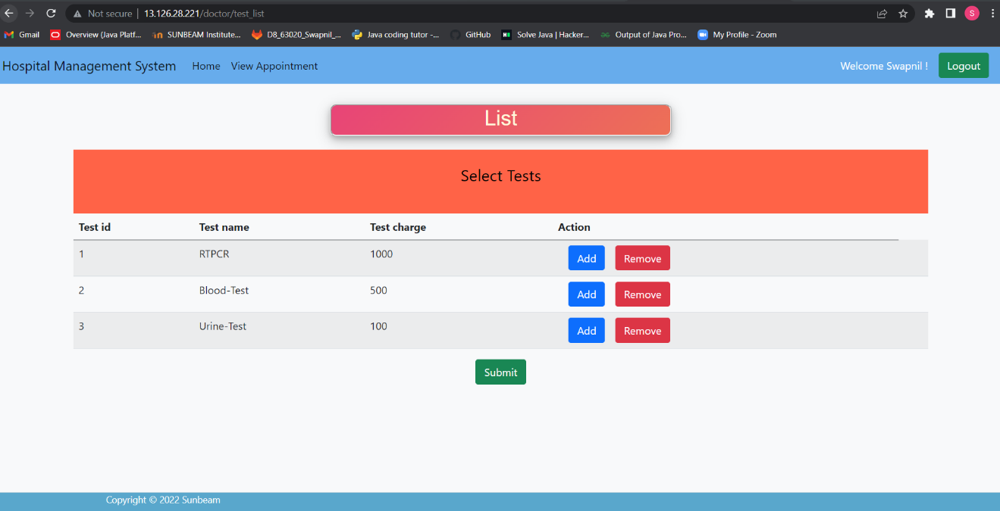 Not secure | 13.126.28.221/doctor/test_list S
Gmail Overview (Java Platf... SUNBEAM Institute... D8_63020_Swapnil_... Java coding tutor -... GitHub Solve Java | Hacker... Output of Java Pro... My Profile - Zoom
Hospital Management System Home View Appointment Welcome Swapnil ! Logout
List
Select Tests
Test id Test name Test charge Action
1 RTPCR 1000 Add Remove
2 Blood-Test 500 Add Remove
3 Urine-Test 100 Add Remove
Submit
Copyright © 2022 Sunbeam